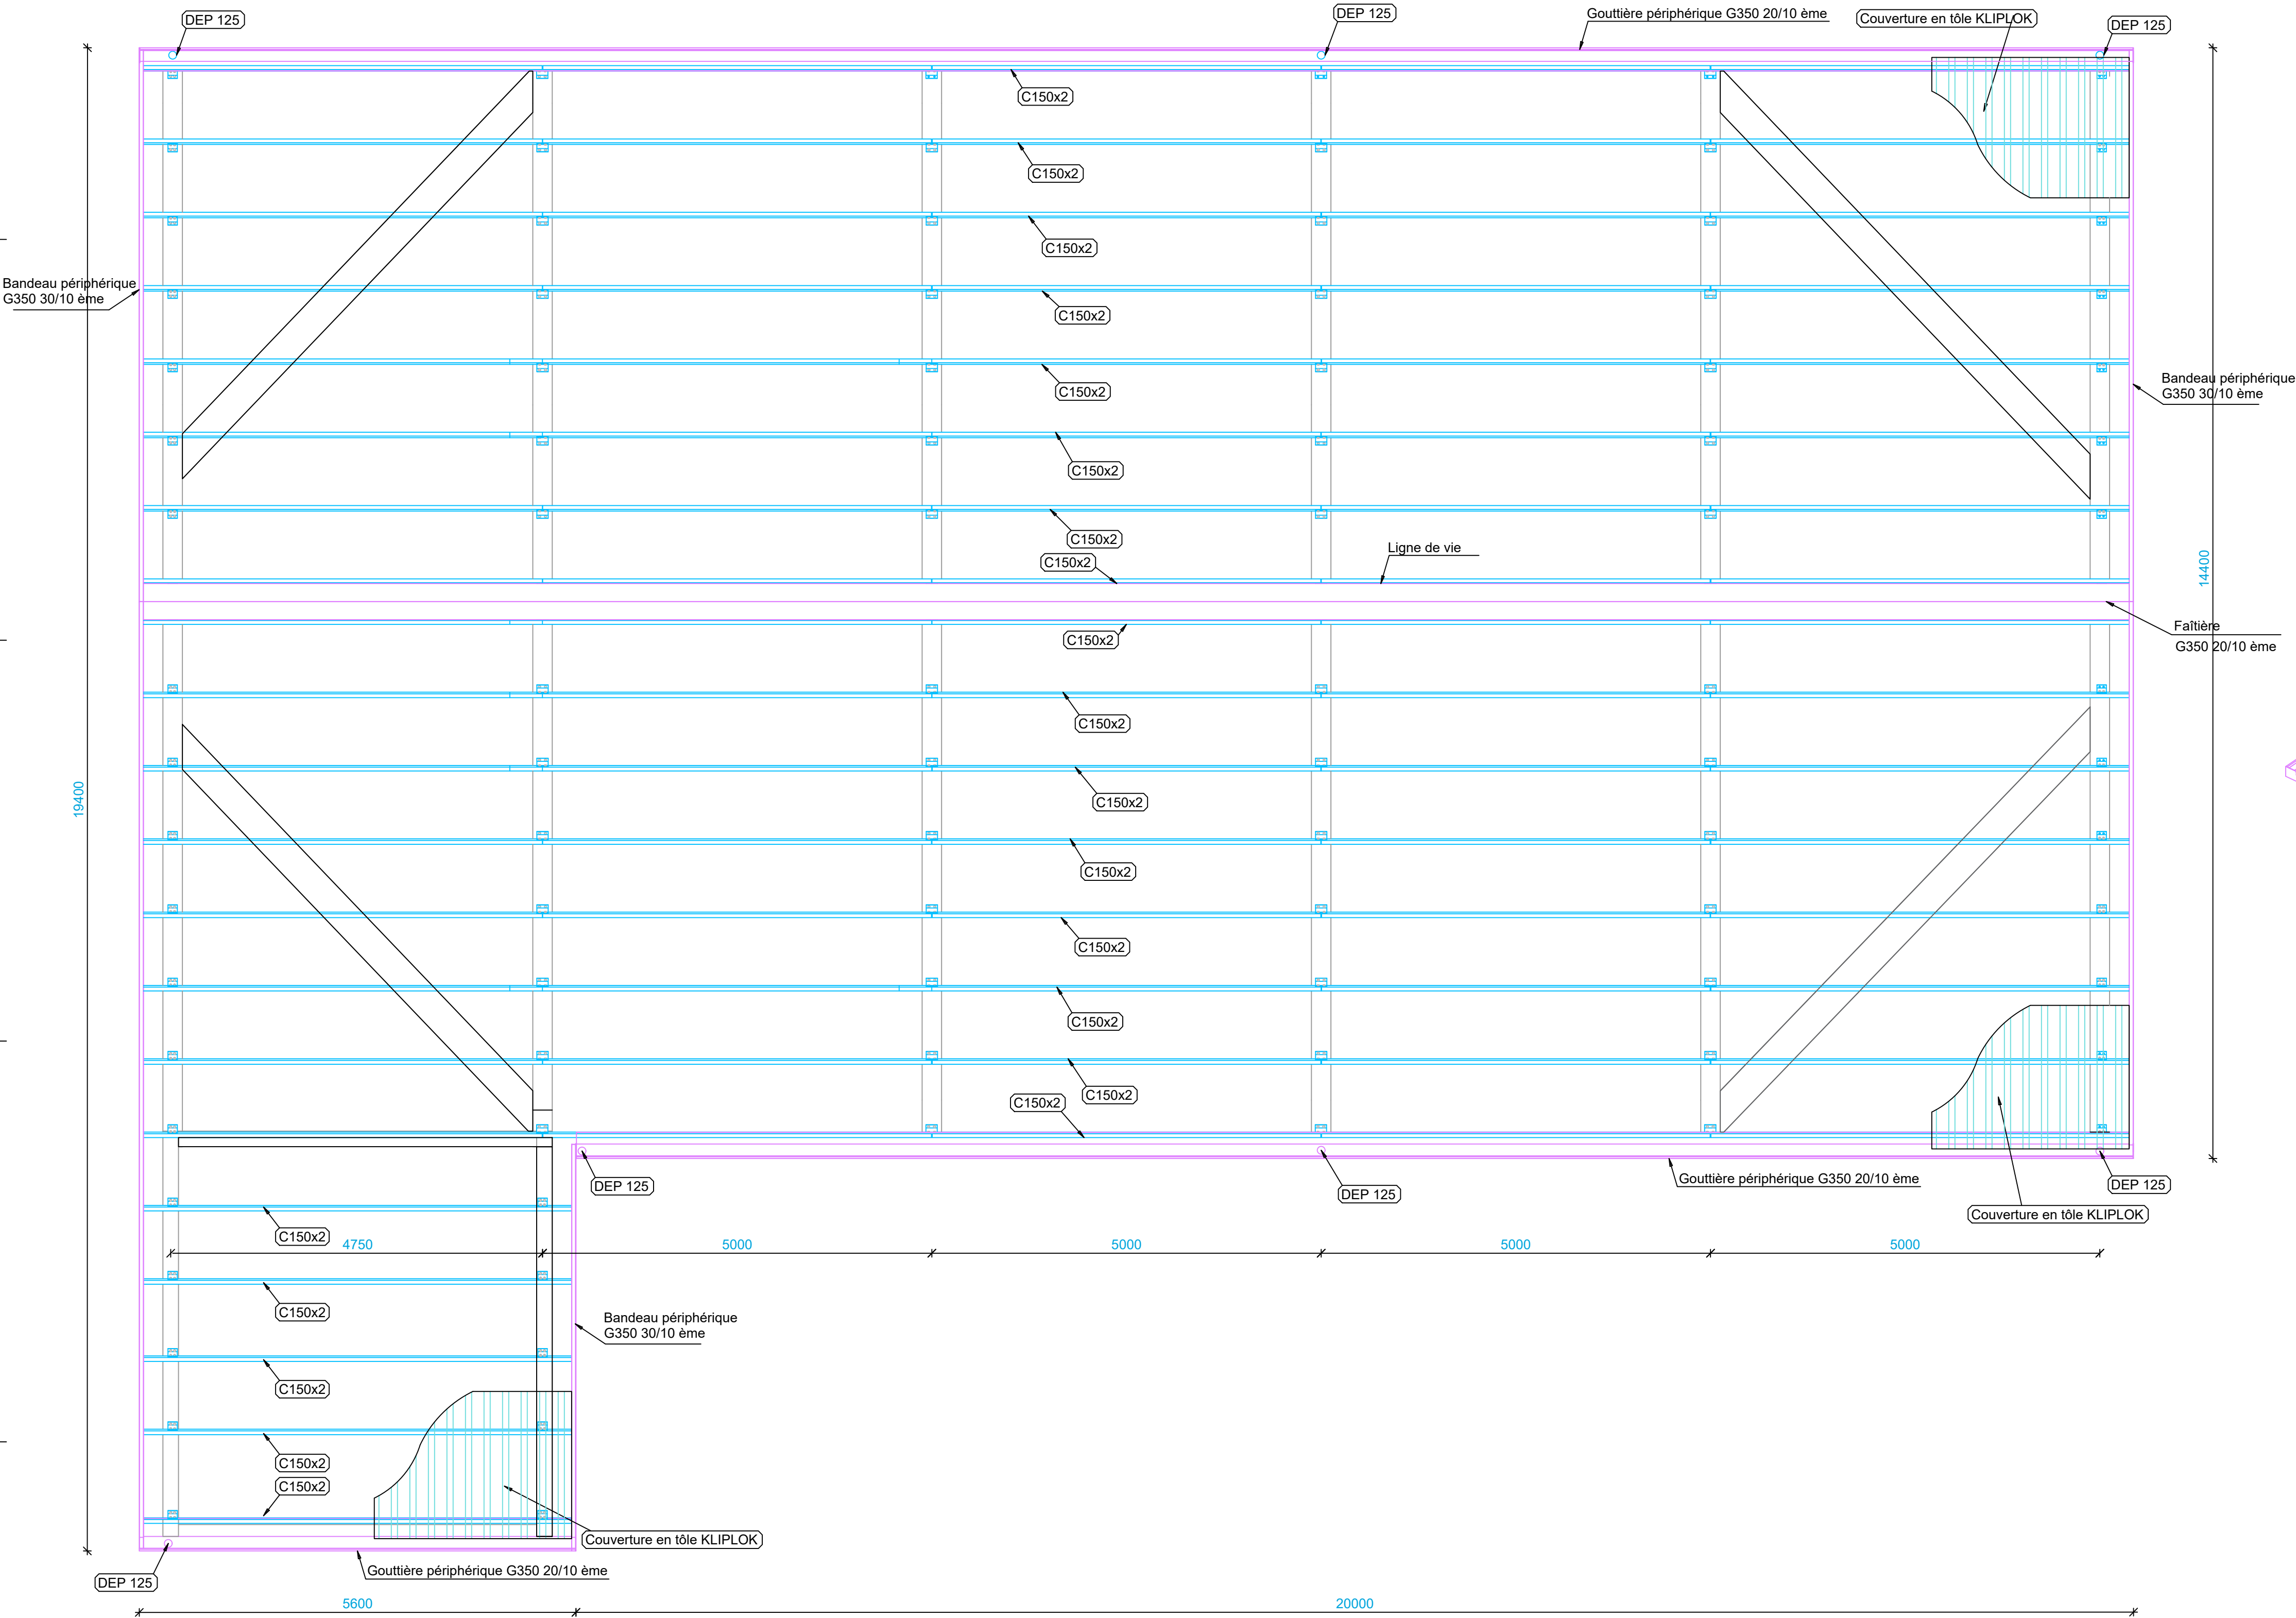 DEP 125
DEP 125
Gouttière périphérique G350 20/10 ème
Couverture en tôle KLIPLOK
DEP 125
C150x2
C150x2
C150x2
Bandeau périphérique
G350 30/10 ème
C150x2
C150x2
Bandeau périphérique
G350 30/10 ème
C150x2
C150x2
Ligne de vie
C150x2
14400
Faîtière
G350 20/10 ème
C150x2
C150x2
19400
C150x2
C150x2
C150x2
C150x2
C150x2
C150x2
DEP 125
DEP 125
Gouttière périphérique G350 20/10 ème
DEP 125
Couverture en tôle KLIPLOK
C150x2
4750
5000
5000
5000
5000
C150x2
Bandeau périphérique
G350 30/10 ème
C150x2
C150x2
C150x2
Couverture en tôle KLIPLOK
Gouttière périphérique G350 20/10 ème
DEP 125
5600
20000